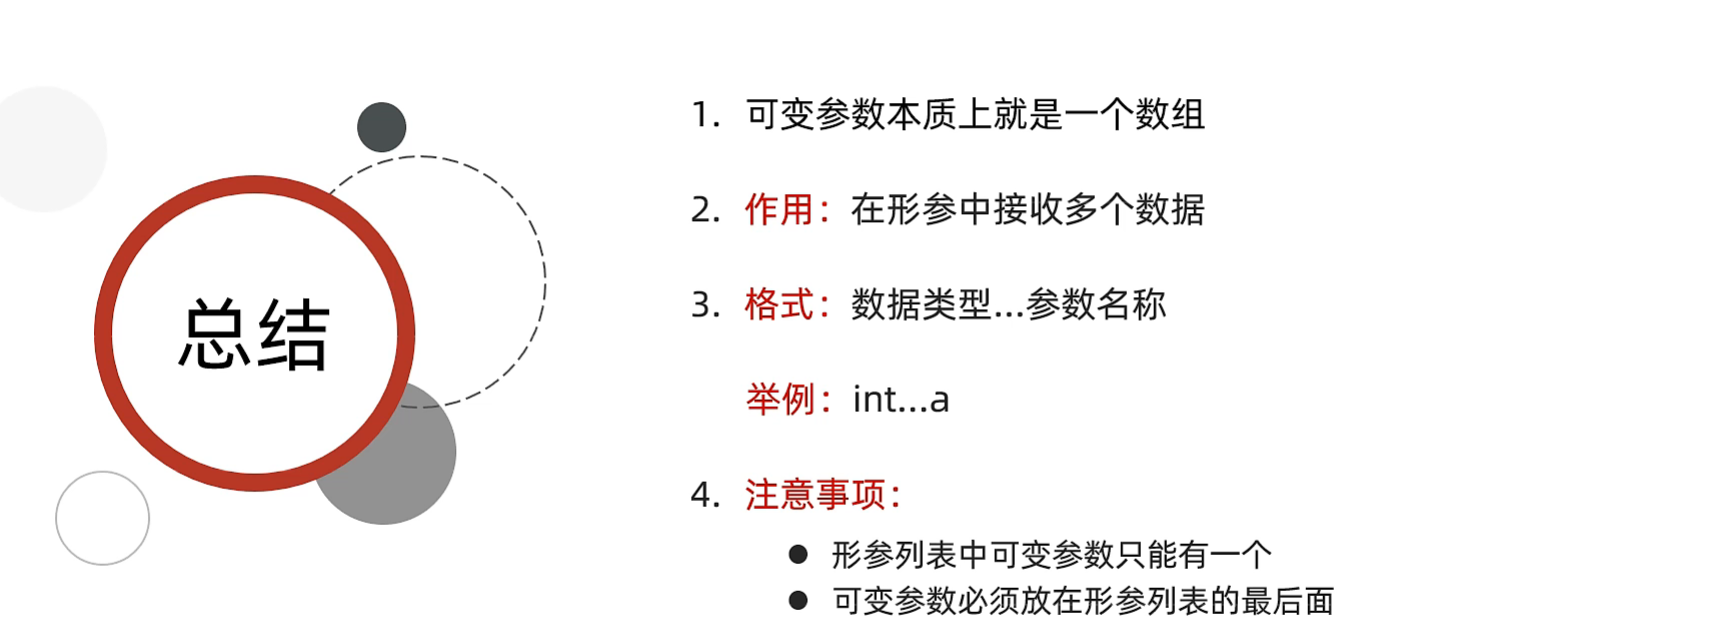 总结
1. 可变参数本质上就是一个数组
2. 作用：在形参中接收多个数据
3. 格式：数据类型...参数名称
举例：int...a
4. 注意事项：
● 形参列表中可变参数只能有一个
● 可变参数必须放在形参列表的最后面